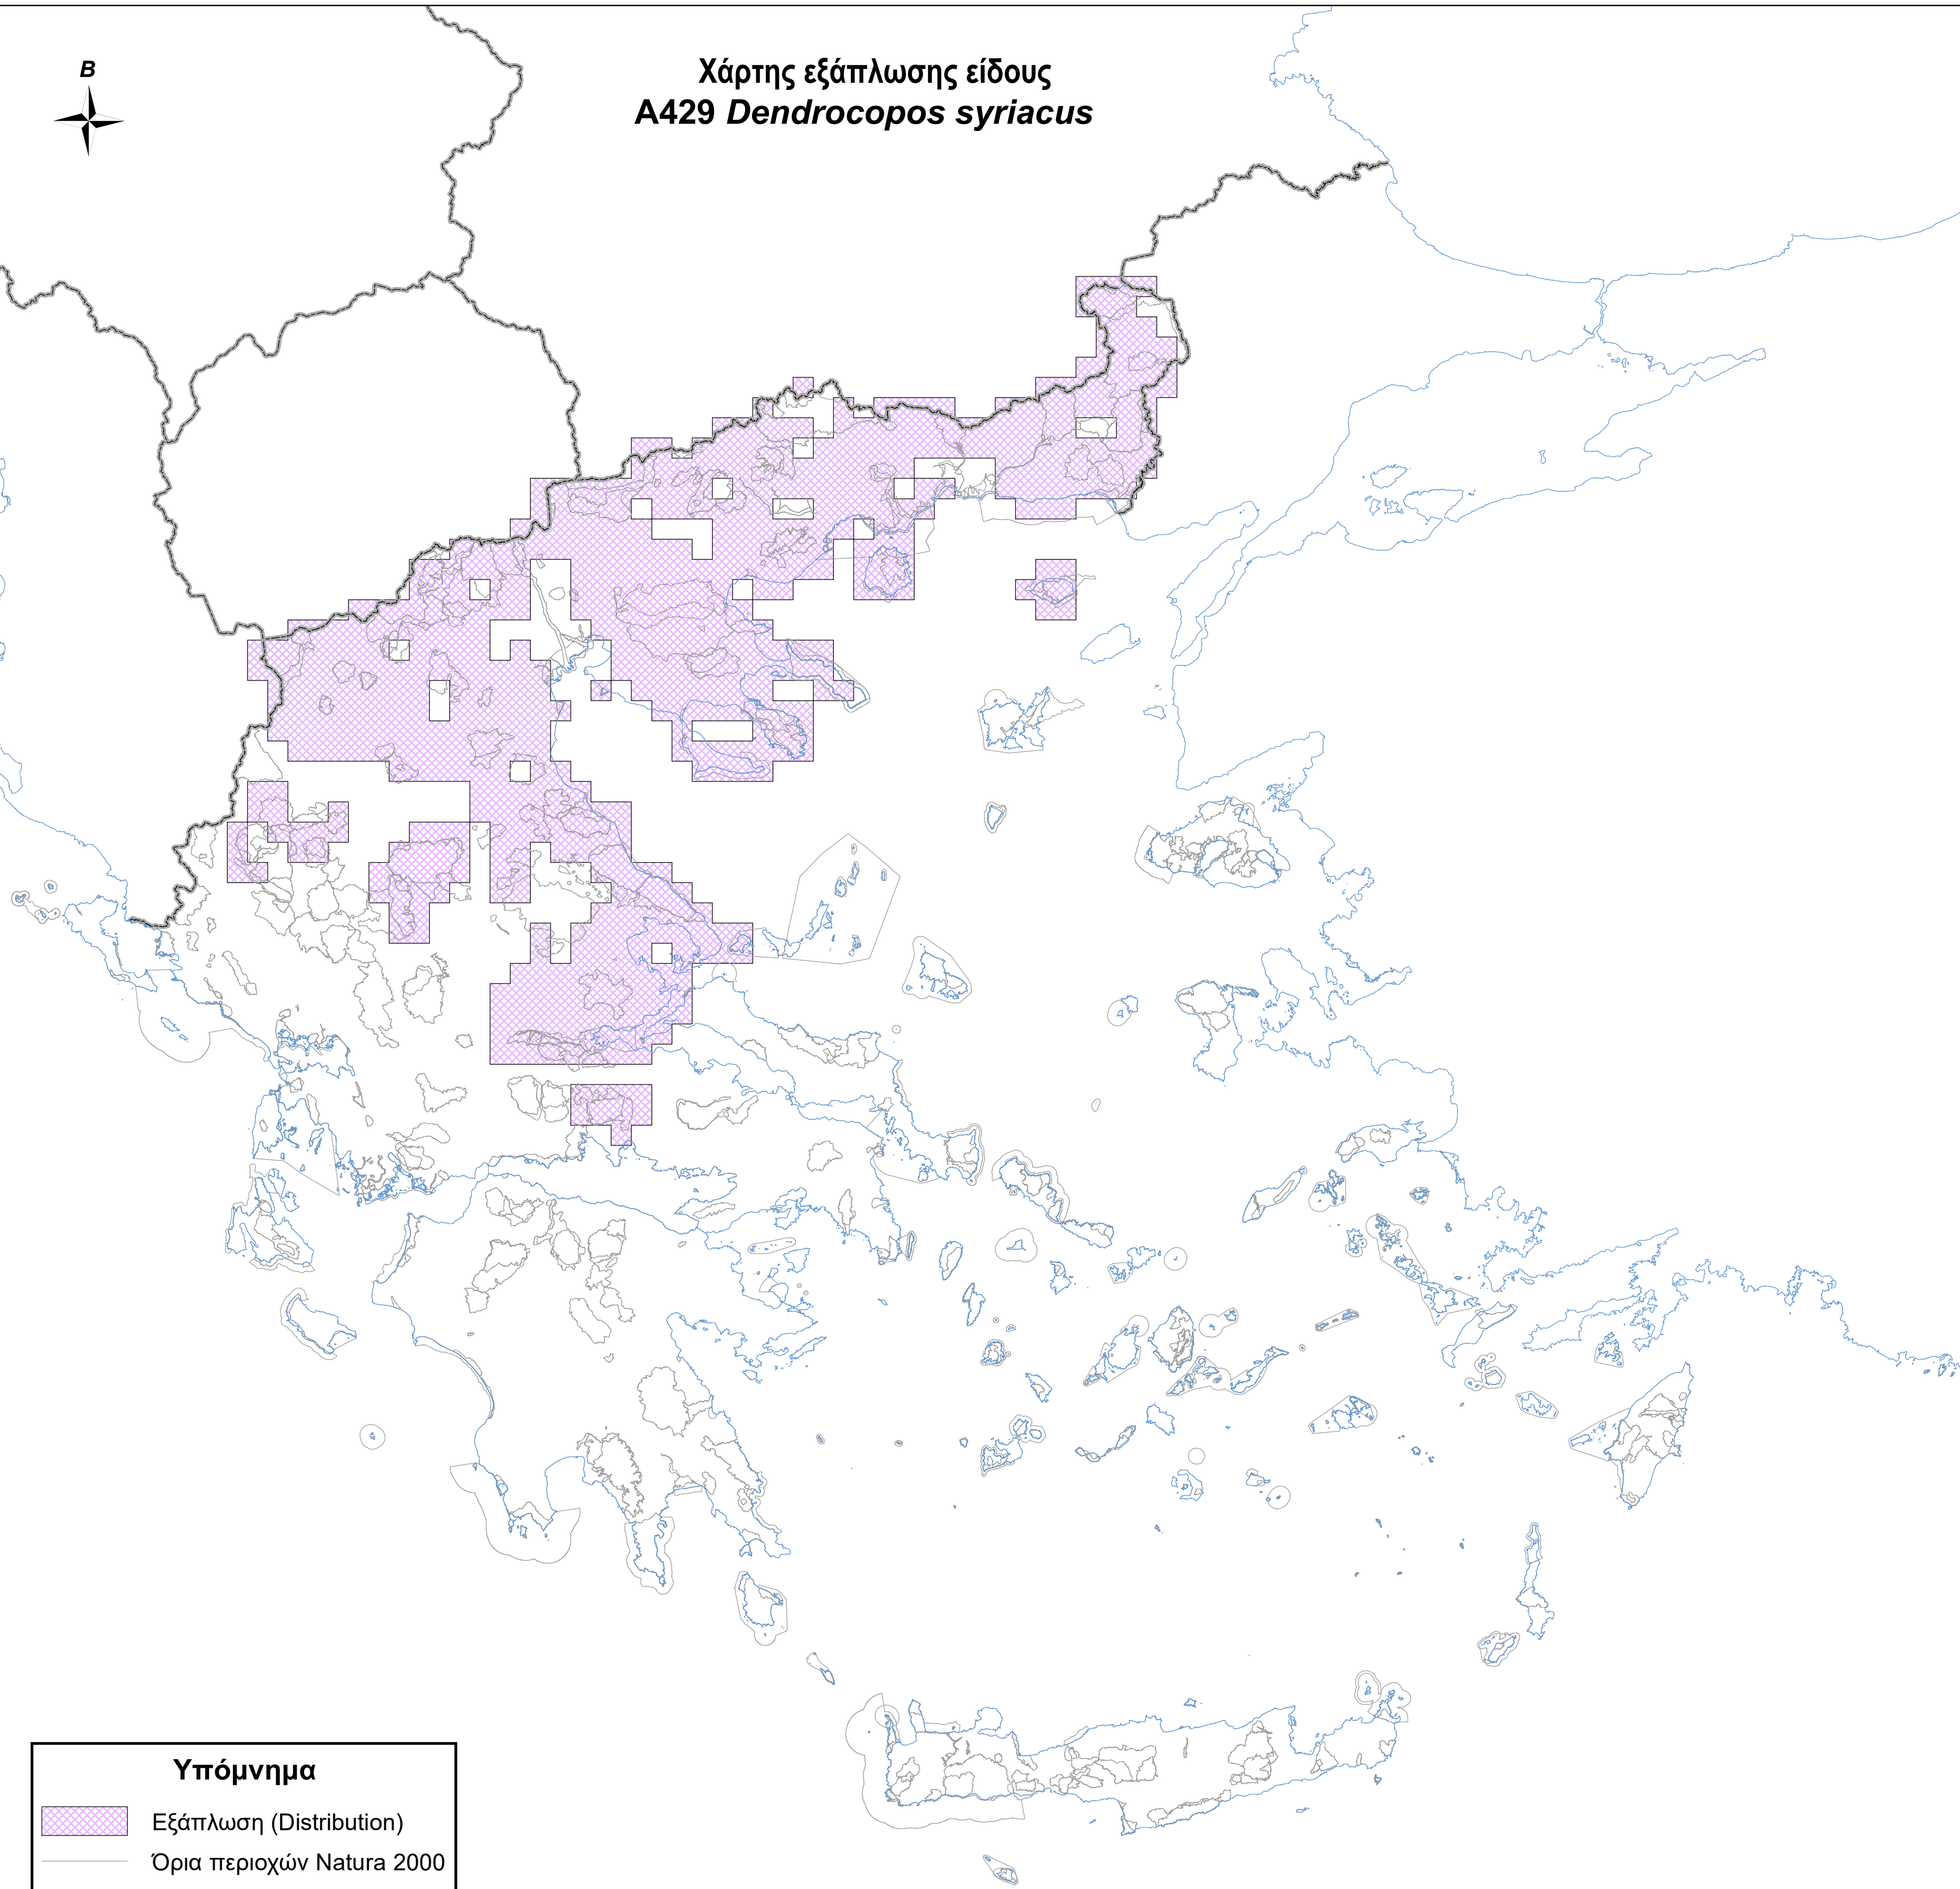 Χάρτης εξάπλωσης είδους
A429 Dendrocopos syriacus
Β
Υπόμνημα
Εξάπλωση (Distribution)
Όρια περιοχών Natura 2000